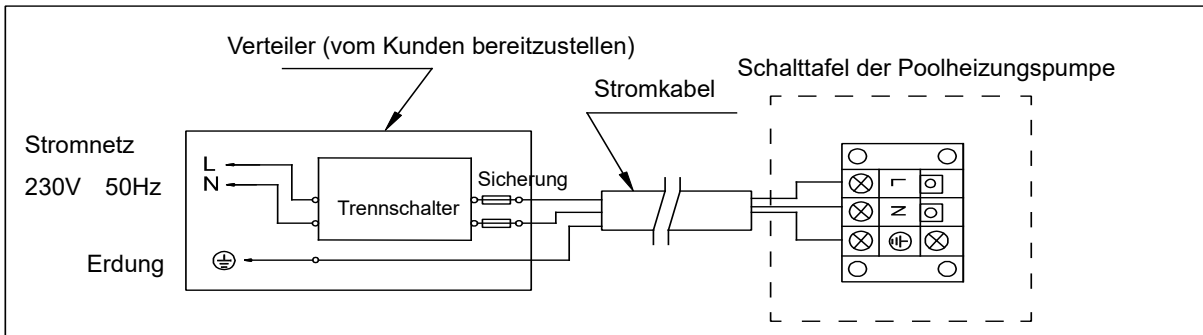 Verteiler (vom Kunden bereitzustellen)
Schalttafel der Poolheizungspumpe
Stromkabel
Stromnetz
230V 50Hz
L
N
Sicherung
Trennschalter
Erdung
L
N